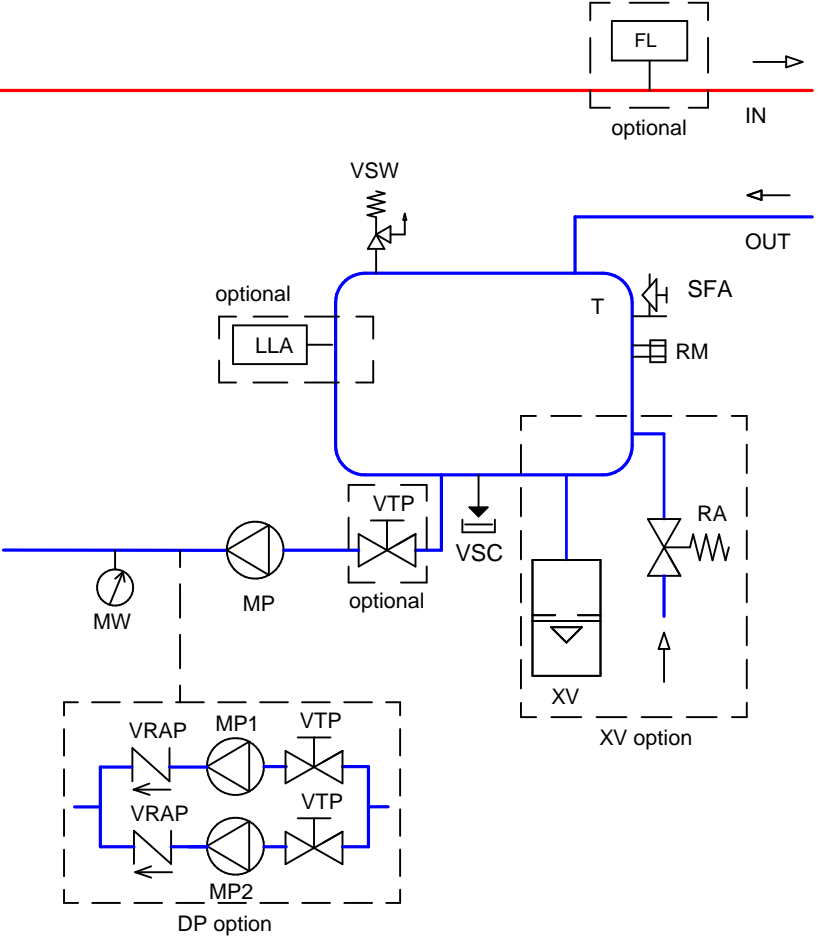 FL
optional
IN
VSW
OUT
optional
T
SFA
LLA
RM
VTP
RA
VSC
MP
optional
MW
XV
XV option
VRAP
MP1
VTP
VRAP
VTP
MP2
DP option